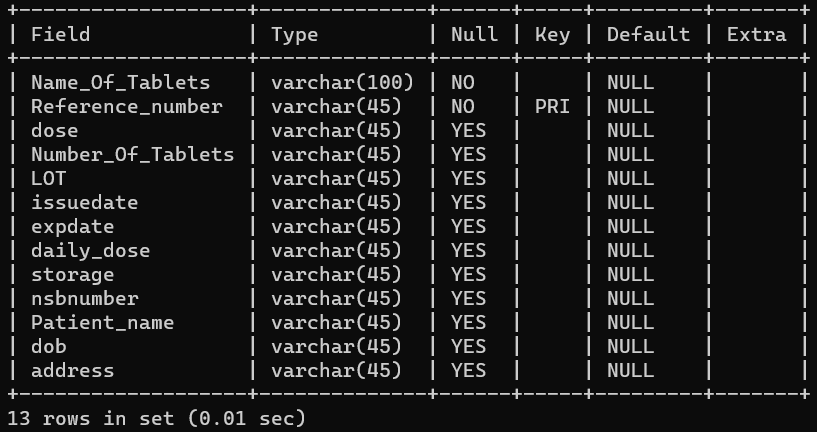 +--------------------+--------------+------+-----+---------+-------+
| Field              | Type         | Null | Key | Default | Extra |
+--------------------+--------------+------+-----+---------+-------+
| Name_Of_Tablets    | varchar(100) | NO   |     | NULL    |       |
| Reference_number   | varchar(45)  | NO   | PRI | NULL    |       |
| dose               | varchar(45)  | YES  |     | NULL    |       |
| Number_Of_Tablets  | varchar(45)  | YES  |     | NULL    |       |
| LOT                | varchar(45)  | YES  |     | NULL    |       |
| issuedate          | varchar(45)  | YES  |     | NULL    |       |
| expdate            | varchar(45)  | YES  |     | NULL    |       |
| daily_dose         | varchar(45)  | YES  |     | NULL    |       |
| storage            | varchar(45)  | YES  |     | NULL    |       |
| nsbnumber          | varchar(45)  | YES  |     | NULL    |       |
| Patient_name       | varchar(45)  | YES  |     | NULL    |       |
| dob                | varchar(45)  | YES  |     | NULL    |       |
| address            | varchar(45)  | YES  |     | NULL    |       |
+--------------------+--------------+------+-----+---------+-------+
13 rows in set (0.01 sec)